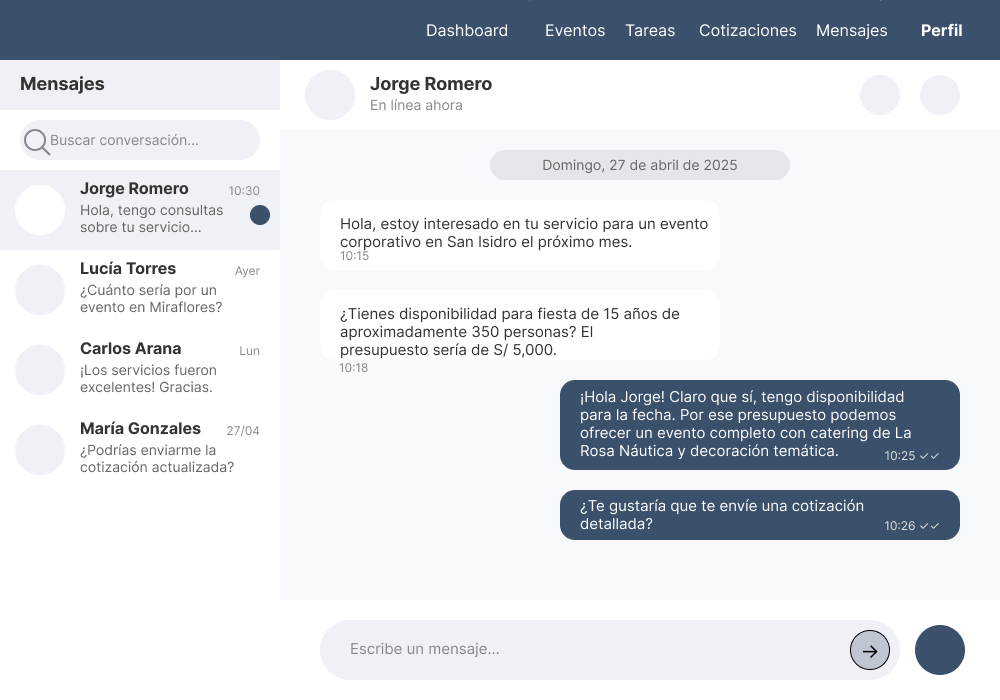 Dashboard Eventos Tareas Cotizaciones Mensajes Perfil
Mensajes
Buscar conversación...
Jorge Romero 10:30
Hola, tengo consultas
sobre tu servicio...
Lucía Torres Ayer
¿Cuánto sería por un
evento en Miraflores?
Carlos Arana Lun
¡Los servicios fueron
excelentes! Gracias.
María Gonzales 27/04
¿Podrías enviarme la
cotización actualizada?
Jorge Romero
En línea ahora
Domingo, 27 de abril de 2025
Hola, estoy interesado en tu servicio para un evento
corporativo en San Isidro el próximo mes.
10:15
¿Tienes disponibilidad para fiesta de 15 años de
aproximadamente 350 personas? El
presupuesto sería de S/ 5,000.
10:18
¡Hola Jorge! Claro que sí, tengo disponibilidad
para la fecha. Por ese presupuesto podemos
ofrecer un evento completo con catering de La
Rosa Náutica y decoración temática.
10:25 ✓✓
¿Te gustaría que te envíe una cotización
detallada?
10:26 ✓✓
Escribe un mensaje...